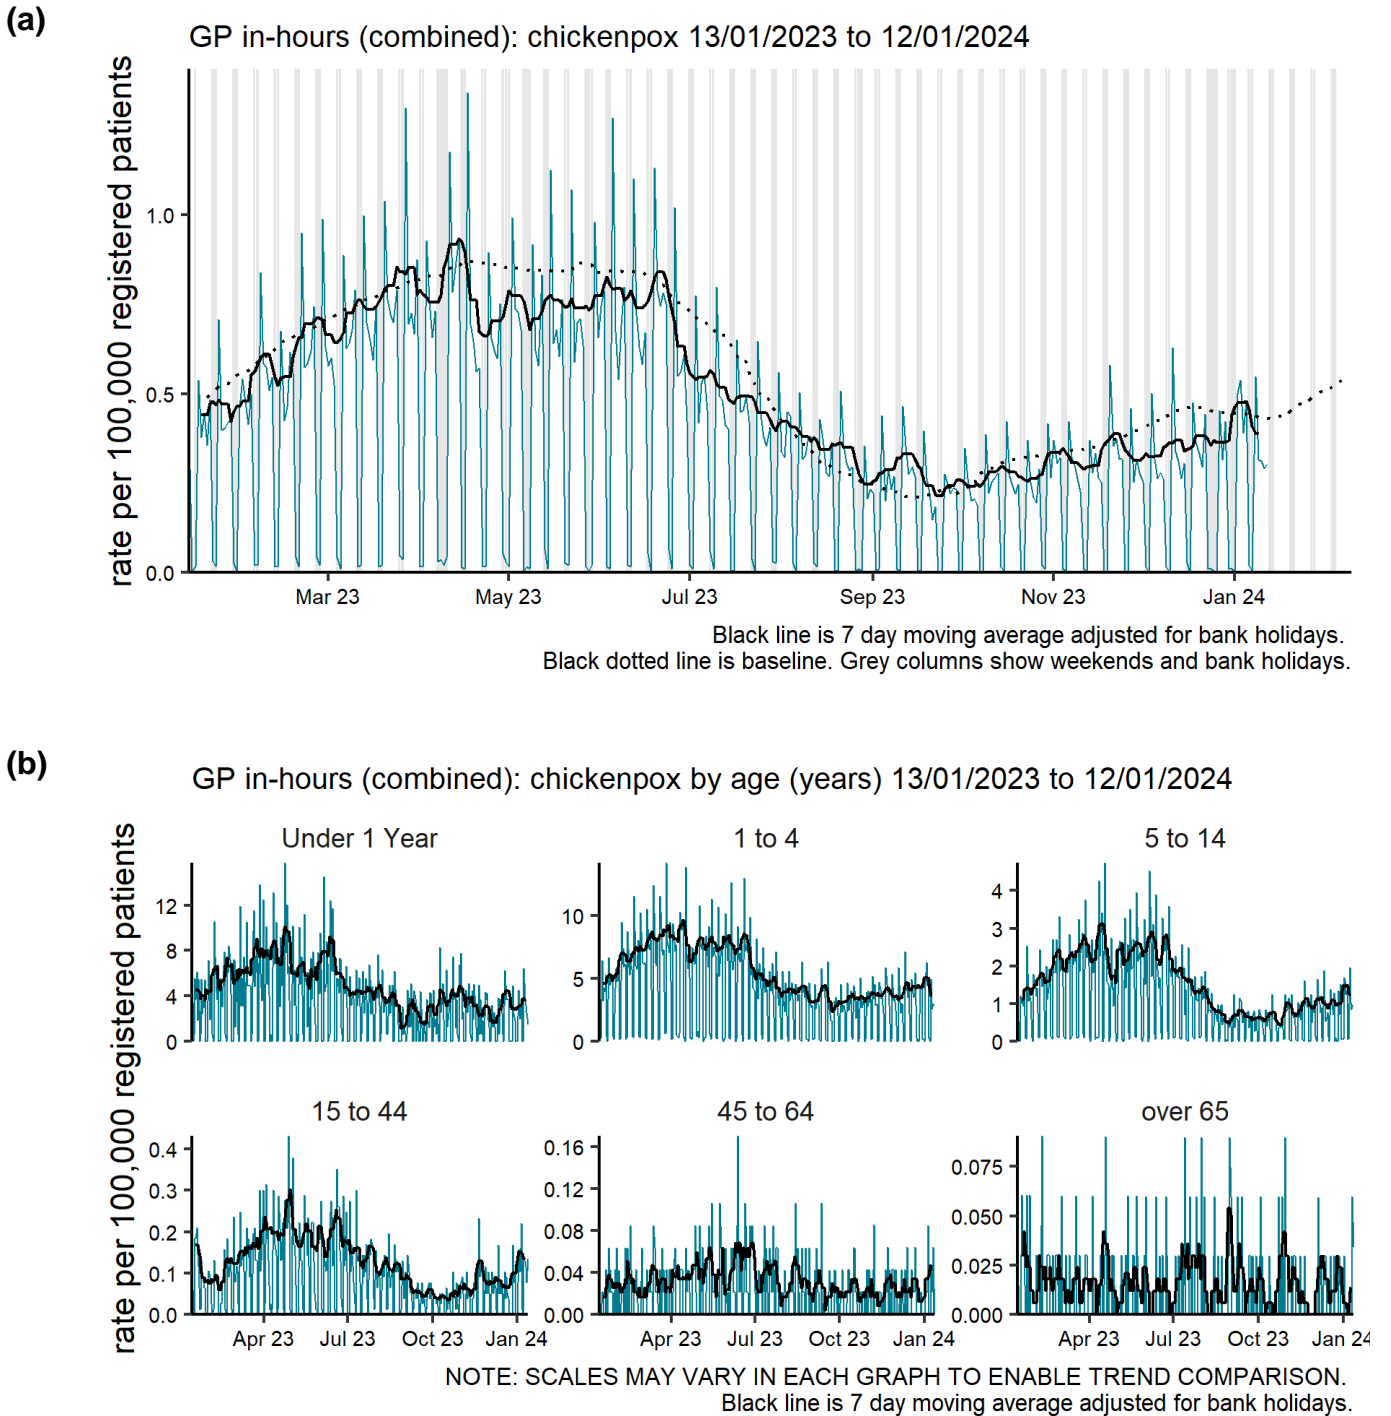 (a)
GP in-hours (combined): chickenpox 13/01/2023 to 12/01/2024
rate per 100,000 registered patients
1.0
0.5
0.0
Mar 23 May 23 Jul 23 Sep 23 Nov 23 Jan 24
Black line is 7 day moving average adjusted for bank holidays.
Black dotted line is baseline. Grey columns show weekends and bank holidays.
(b)
GP in-hours (combined): chickenpox by age (years) 13/01/2023 to 12/01/2024
rate per 100,000 registered patients
Under 1 Year
12
8
4
0
1 to 4
10
5
0
5 to 14
4
3
2
1
0
15 to 44
0.4
0.3
0.2
0.1
0.0
Apr 23 Jul 23 Oct 23 Jan 24
45 to 64
0.16
0.12
0.08
0.04
0.00
Apr 23 Jul 23 Oct 23 Jan 24
over 65
0.075
0.050
0.025
0.000
Apr 23 Jul 23 Oct 23 Jan 24
NOTE: SCALES MAY VARY IN EACH GRAPH TO ENABLE TREND COMPARISON.
Black line is 7 day moving average adjusted for bank holidays.